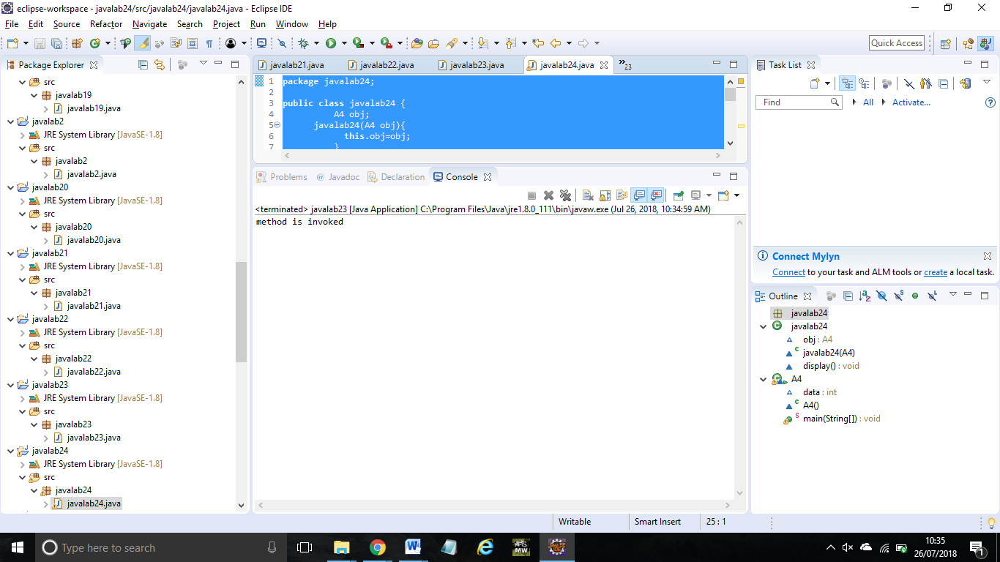 eclipse-workspace - javalab24/src/javalab24/javalab24.java - Eclipse IDE
File Edit Source Refactor Navigate Search Project Run Window Help
Quick Access
Package Explorer
src
javalab19
javalab19.java
javalab2
JRE System Library [JavaSE-1.8]
src
javalab2
javalab2.java
javalab20
JRE System Library [JavaSE-1.8]
src
javalab20
javalab20.java
javalab21
JRE System Library [JavaSE-1.8]
src
javalab21
javalab21.java
javalab22
JRE System Library [JavaSE-1.8]
src
javalab22
javalab22.java
javalab23
JRE System Library [JavaSE-1.8]
src
javalab23
javalab23.java
javalab24
JRE System Library [JavaSE-1.8]
src
javalab24
javalab24.java
javalab21.java javalab22.java javalab23.java javalab24.java »23
1 package javalab24;
2
3 public class javalab24 {
4 A4 obj;
5 javalab24(A4 obj){
6 this.obj=obj;
7 }
Problems @ Javadoc Declaration Console
<terminated> javalab23 [Java Application] C:\Program Files\Java\jre1.8.0_111\bin\javaw.exe (Jul 26, 2018, 10:34:59 AM)
method is invoked
Task List
Find All Activate...
Connect Mylyn
Connect to your task and ALM tools or create a local task.
Outline
javalab24
javalab24
obj : A4
javalab24(A4)
display() : void
A4
data : int
A4()
main(String[]) : void
Writable Smart Insert 25 : 1
Type here to search
10:35
26/07/2018
1